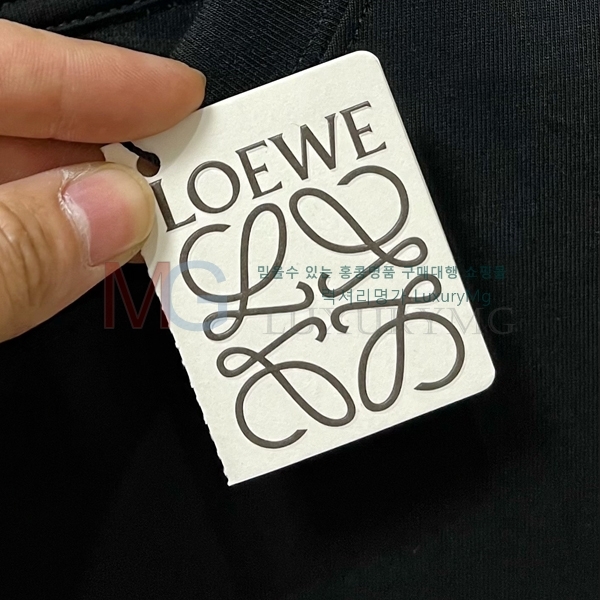 LOEWE
MG
믿을수 있는 홍콩명품 구매대행 쇼핑몰
럭셔리명가 LuxuryMg
LUXURYMG